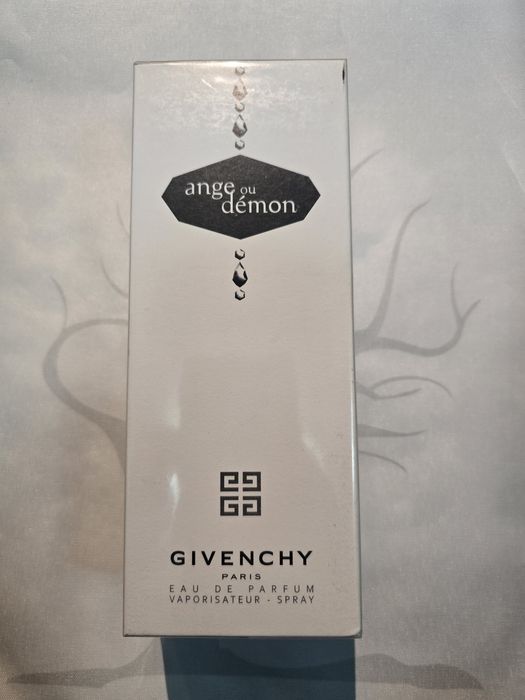 ange ou
démon
GIVENCHY
PARIS
EAU DE PARFUM
VAPORISATEUR - SPRAY